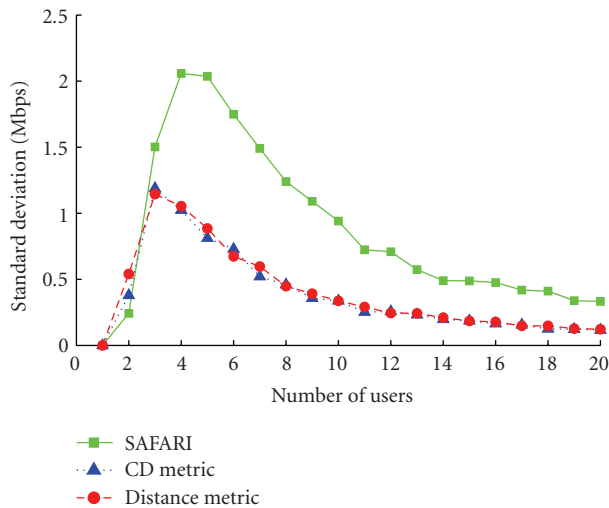 2.5
2
1.5
1
0.5
0
Standard deviation (Mbps)
0 2 4 6 8 10 12 14 16 18 20
Number of users
SAFARI
CD metric
Distance metric